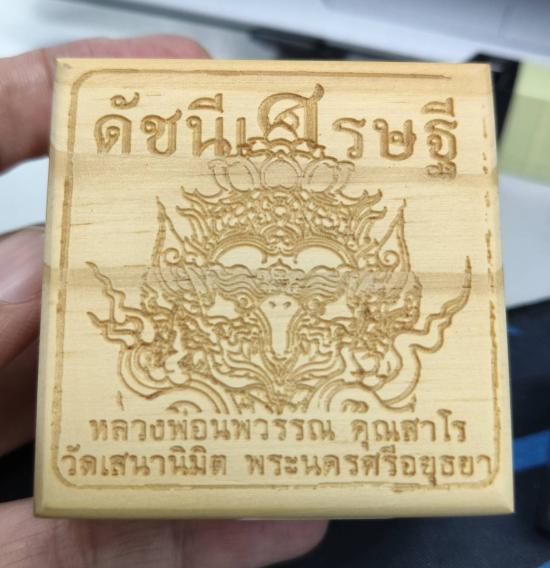 ดัชนีเศรษฐี
หลวงพ่อนพวรรณ คุณสาโร
วัดเสนานิมิต พระนครศรีอยุธยา